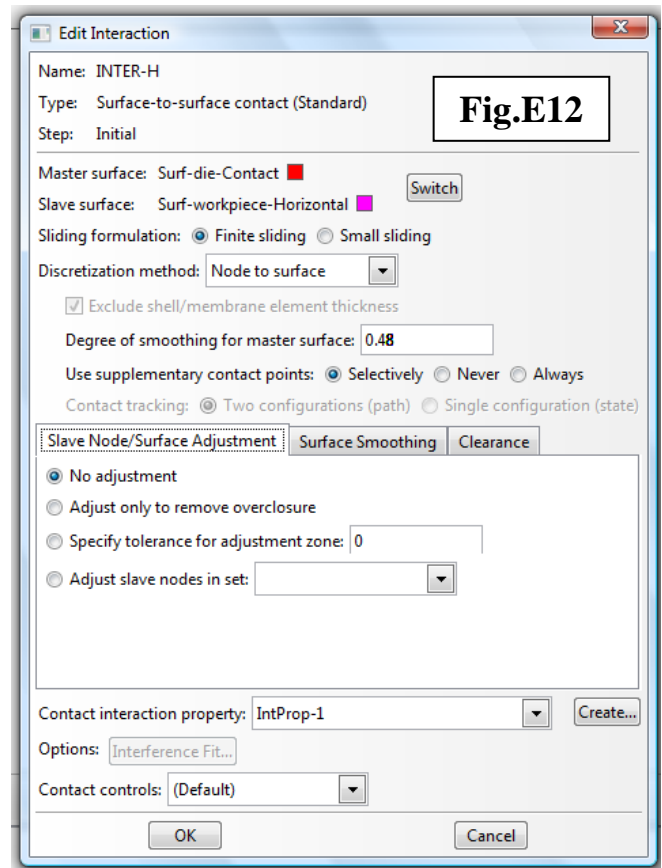 Edit Interaction
Name: INTER-H
Type: Surface-to-surface contact (Standard)
Fig.E12
Step: Initial
Master surface: Surf-die-Contact
Switch
Slave surface: Surf-workpiece-Horizontal
Sliding formulation: Finite sliding Small sliding
Discretization method: Node to surface
Exclude shell/membrane element thickness
Degree of smoothing for master surface: 0.48
Use supplementary contact points: Selectively Never Always
Contact tracking: Two configurations (path) Single configuration (state)
Slave Node/Surface Adjustment Surface Smoothing Clearance
No adjustment
Adjust only to remove overclosure
Specify tolerance for adjustment zone: 0
Adjust slave nodes in set:
Contact interaction property: IntProp-1 Create...
Options: Interference Fit...
Contact controls: (Default)
OK Cancel